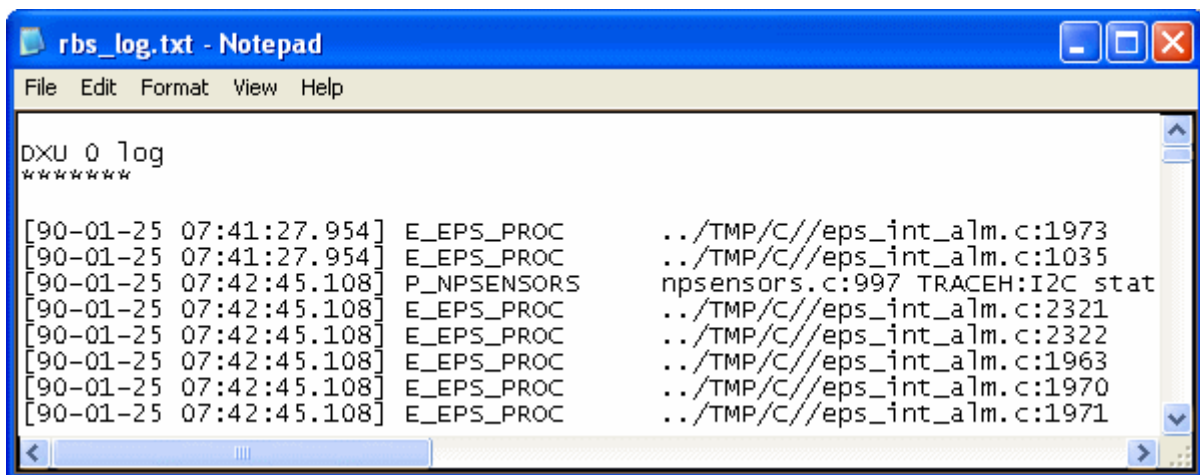 rbs_log.txt - Notepad
File Edit Format View Help
DXU 0 log
*******
[90-01-25 07:41:27.954] E_EPS_PROC ../TMP/C//eps_int_alm.c:1973
[90-01-25 07:41:27.954] E_EPS_PROC ../TMP/C//eps_int_alm.c:1035
[90-01-25 07:42:45.108] P_NPSENSORS npsensors.c:997 TRACEH:I2C stat
[90-01-25 07:42:45.108] E_EPS_PROC ../TMP/C//eps_int_alm.c:2321
[90-01-25 07:42:45.108] E_EPS_PROC ../TMP/C//eps_int_alm.c:2322
[90-01-25 07:42:45.108] E_EPS_PROC ../TMP/C//eps_int_alm.c:1963
[90-01-25 07:42:45.108] E_EPS_PROC ../TMP/C//eps_int_alm.c:1970
[90-01-25 07:42:45.108] E_EPS_PROC ../TMP/C//eps_int_alm.c:1971